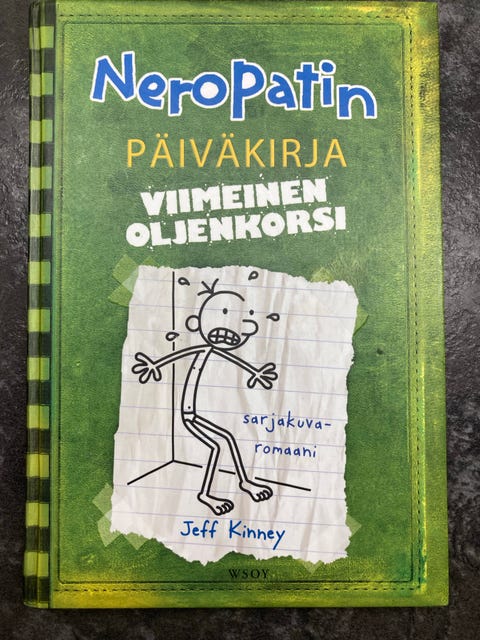 Neropatin
PÄIVÄKIRJA
VIIMEINEN
OLJENKORSI
sarjakuva-
romaani
Jeff Kinney
WSOY